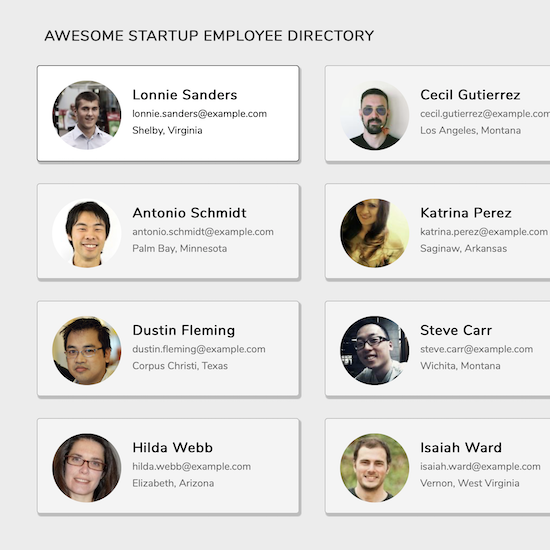 AWESOME STARTUP EMPLOYEE DIRECTORY
Lonnie Sanders
lonnie.sanders@example.com
Shelby, Virginia
Cecil Gutierrez
cecil.gutierrez@example.com
Los Angeles, Montana
Antonio Schmidt
antonio.schmidt@example.com
Palm Bay, Minnesota
Katrina Perez
katrina.perez@example.com
Saginaw, Arkansas
Dustin Fleming
dustin.fleming@example.com
Corpus Christi, Texas
Steve Carr
steve.carr@example.com
Wichita, Montana
Hilda Webb
hilda.webb@example.com
Elizabeth, Arizona
Isaiah Ward
isaiah.ward@example.com
Vernon, West Virginia